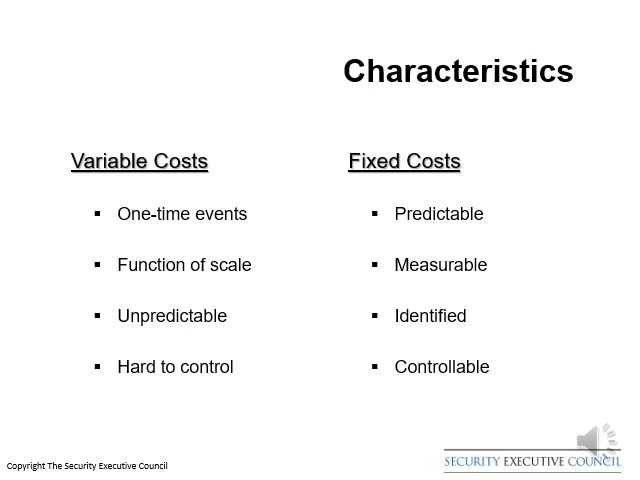 Characteristics
Variable Costs
▪ One-time events
▪ Function of scale
▪ Unpredictable
▪ Hard to control
Fixed Costs
▪ Predictable
▪ Measurable
▪ Identified
▪ Controllable
Copyright The Security Executive Council
SECURITY EXECUTIVE COUNCIL